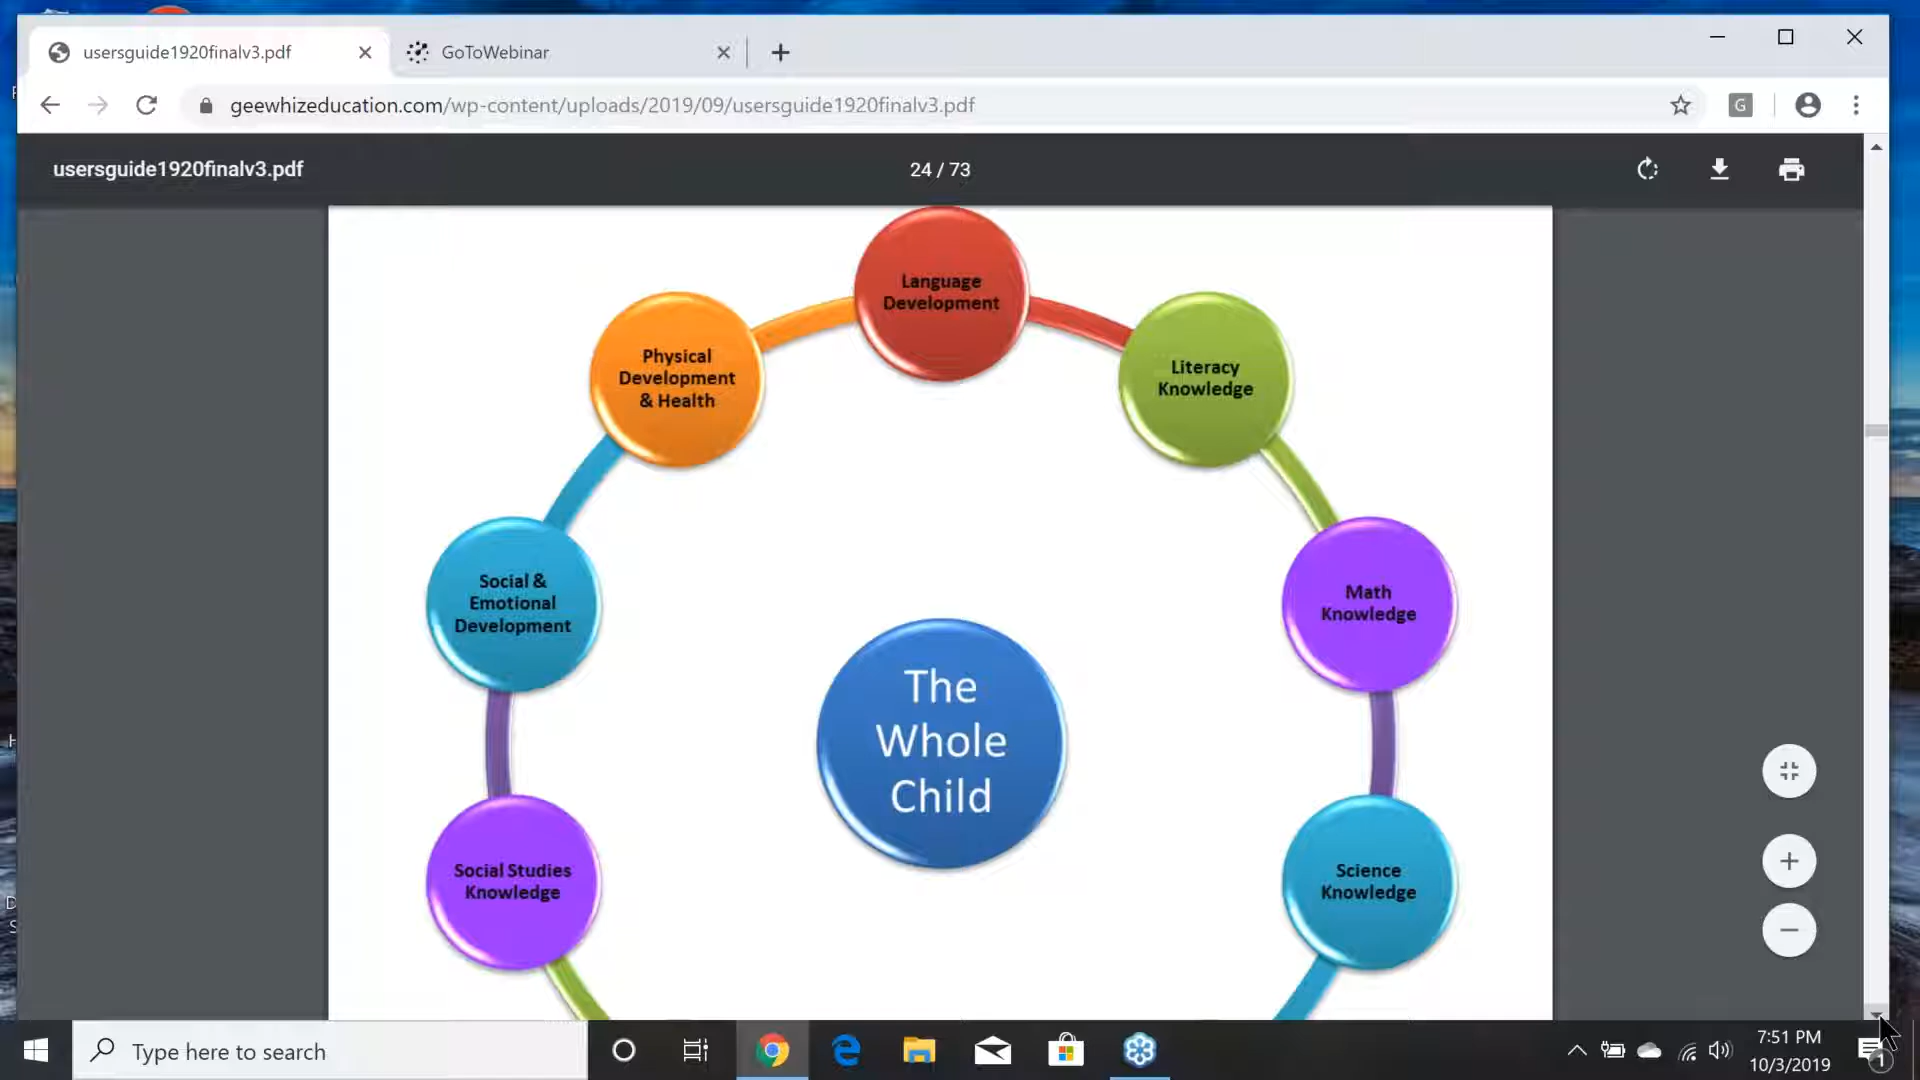 usersguide1920finalv3.pdf
GoToWebinar
geewhizeducation.com/wp-content/uploads/2019/09/usersguide1920finalv3.pdf
G
usersguide1920finalv3.pdf
24 / 73
Language
Development
Physical
Development
& Health
Literacy
Knowledge
Social &
Emotional
Development
Math
Knowledge
The
Whole
Child
Social Studies
Knowledge
Science
Knowledge
Type here to search
7:51 PM
10/3/2019
1